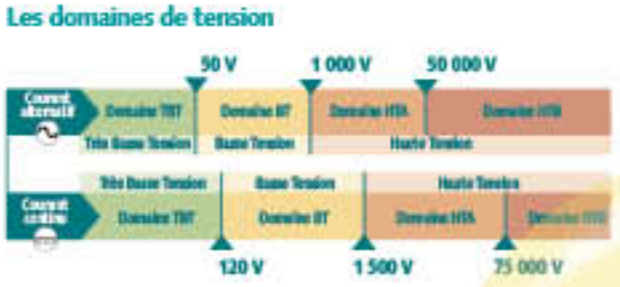 Les domaines de tension
50 V 1 000 V 50 000 V
Courant alternatif Domaine TBT Domaine BT Domaine HTA Domaine HTB
Très Basse Tension Basse Tension Haute Tension
Très Basse Tension Basse Tension Haute Tension
Courant continu Domaine TBT Domaine BT Domaine HTA Domaine HTB
120 V 1 500 V 75 000 V